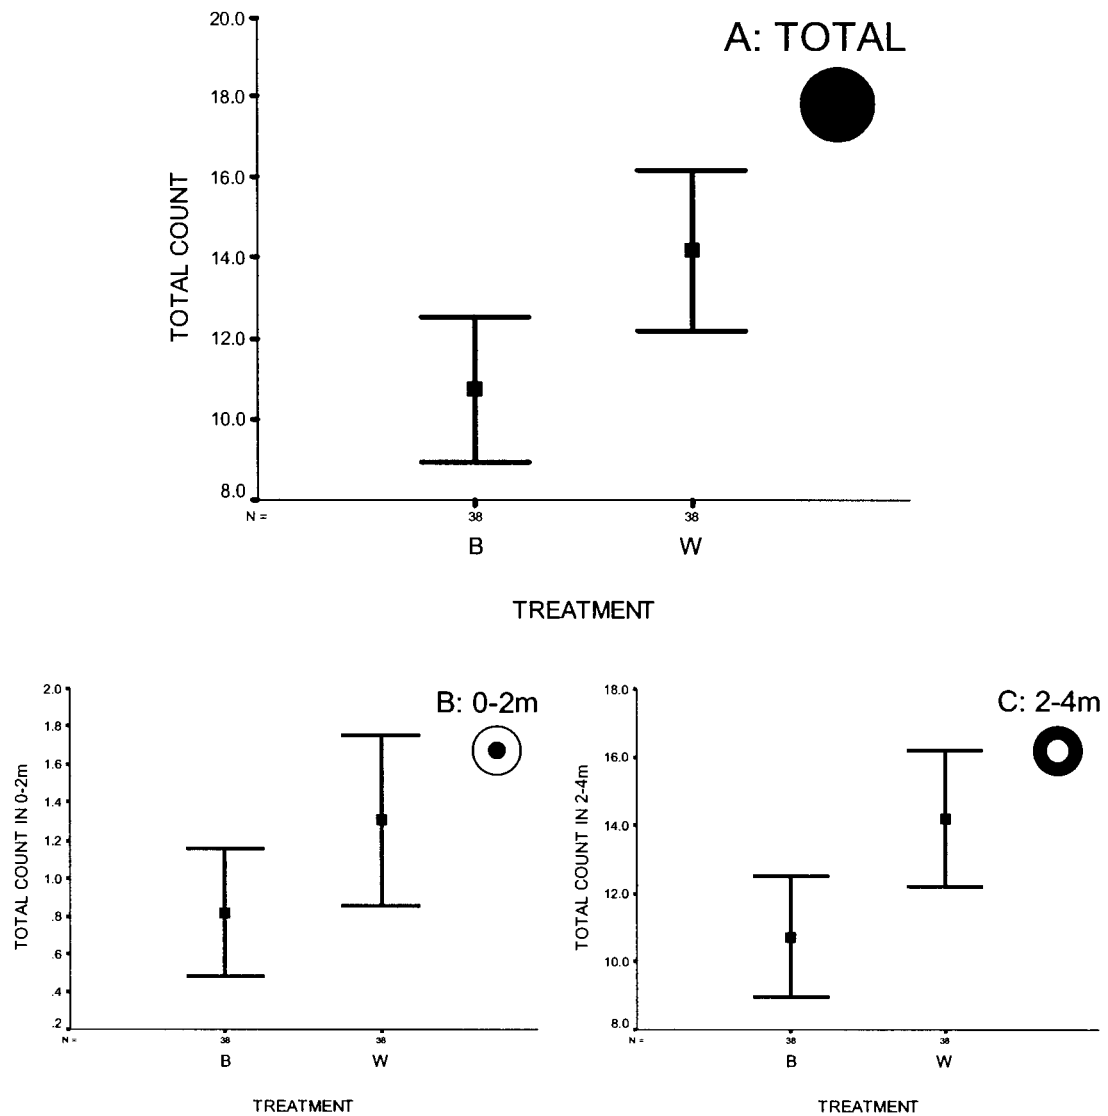 A: TOTAL
TOTAL COUNT
20.0
18.0
16.0
14.0
12.0
10.0
8.0
N = 38 38
B W
TREATMENT
B: 0-2m
TOTAL COUNT IN 0-2m
2.0
1.8
1.6
1.4
1.2
1.0
.8
.6
.4
.2
N = 38 38
B W
TREATMENT
C: 2-4m
TOTAL COUNT IN 2-4m
18.0
16.0
14.0
12.0
10.0
8.0
N = 38 38
B W
TREATMENT